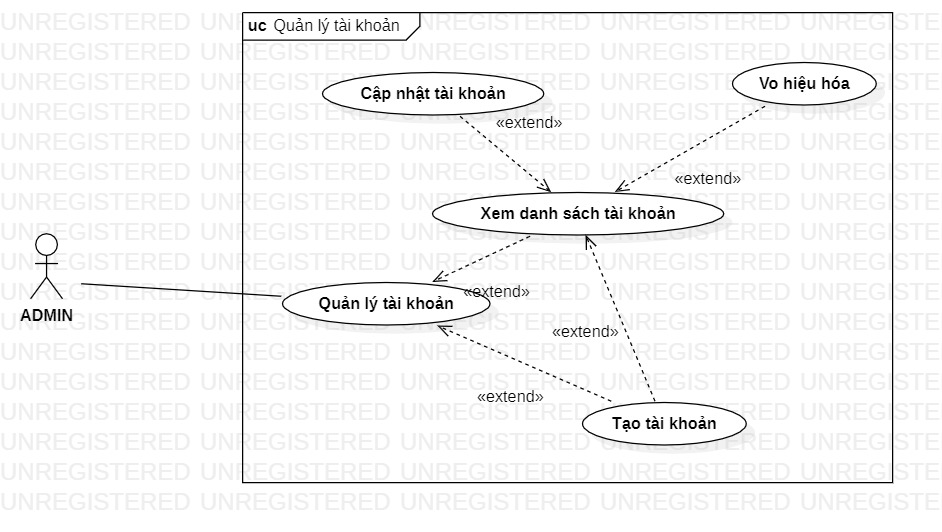 uc Quản lý tài khoản
Cập nhật tài khoản
Vo hiệu hóa
«extend»
«extend»
Xem danh sách tài khoản
«extend»
Quản lý tài khoản
ADMIN
«extend»
«extend»
Tạo tài khoản
UNREGISTERED